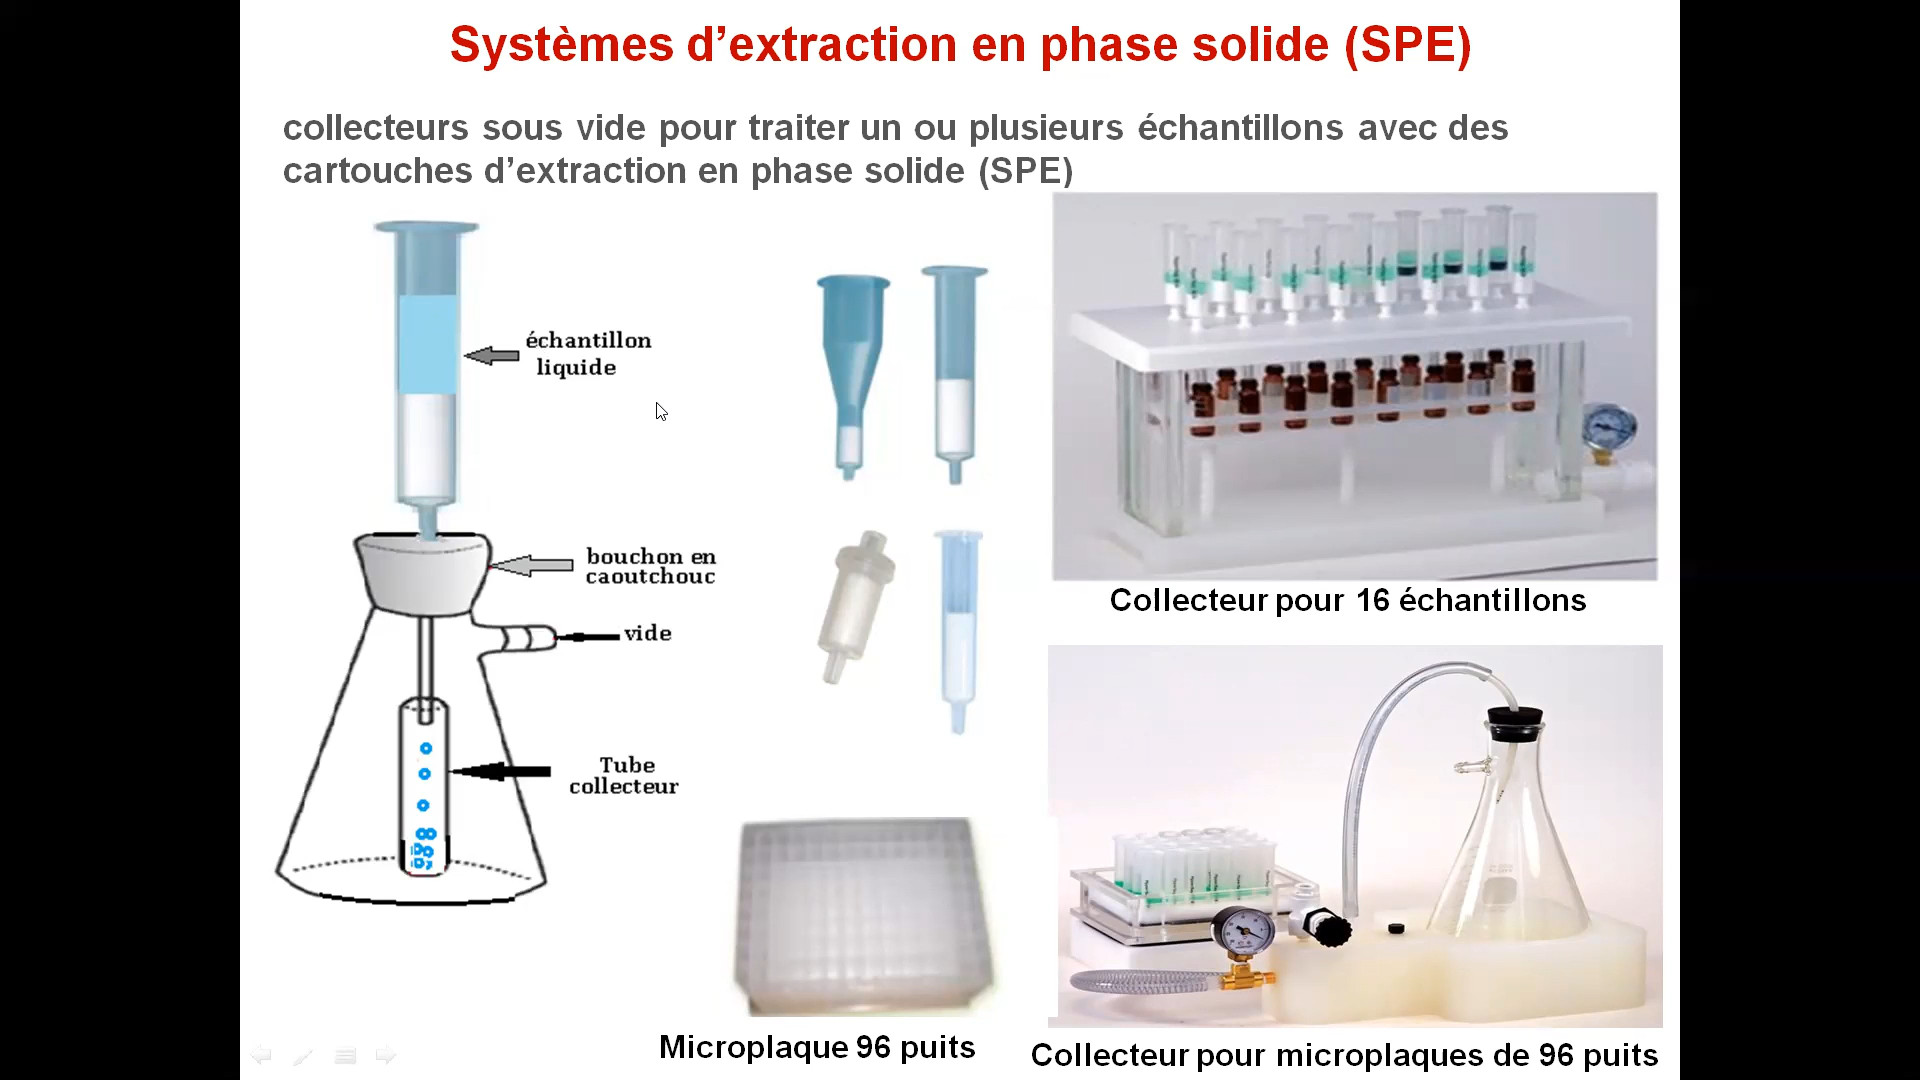 Systèmes d’extraction en phase solide (SPE)
collecteurs sous vide pour traiter un ou plusieurs échantillons avec des
cartouches d’extraction en phase solide (SPE)
échantillon
liquide
bouchon en
caoutchouc
vide
Tube
collecteur
Collecteur pour 16 échantillons
Microplaque 96 puits
Collecteur pour microplaques de 96 puits